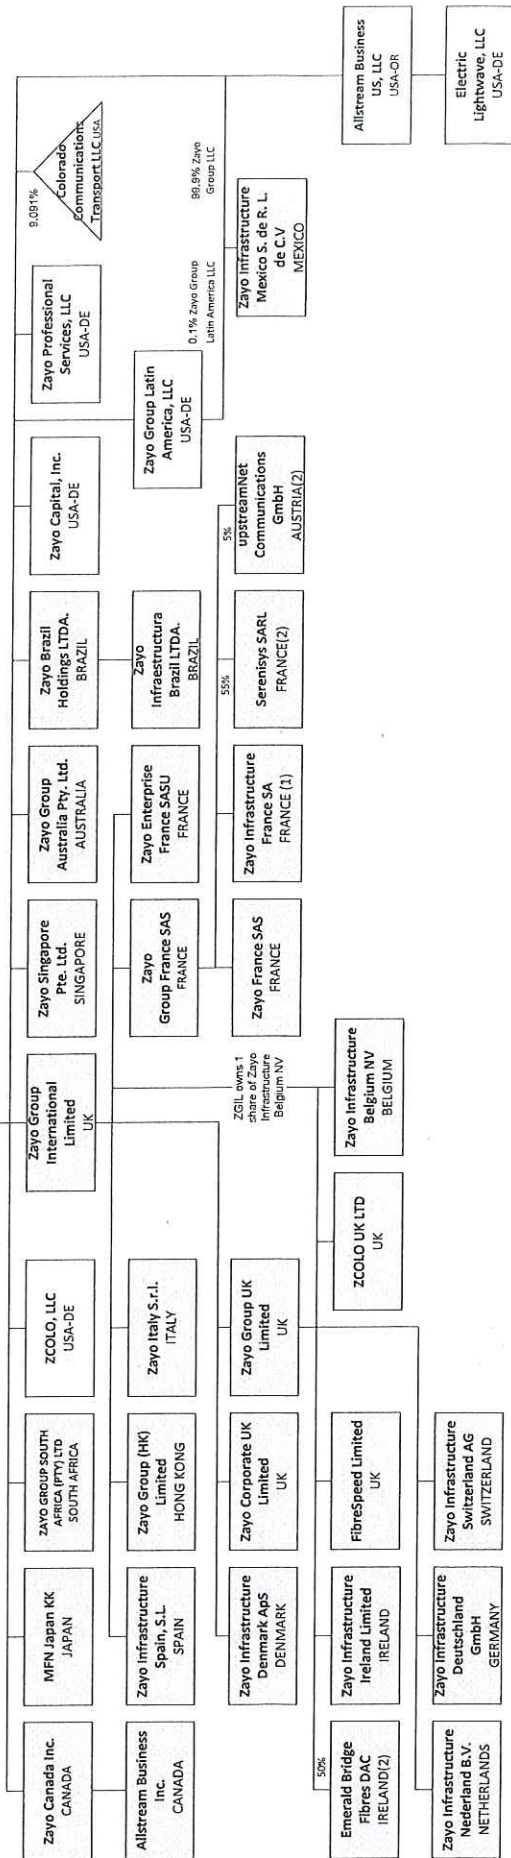 Zayo Canada Inc.
CANADA
MFN Japan KK
JAPAN
ZAYO GROUP SOUTH
AFRICA (PTY) LTD
SOUTH AFRICA
ZCOLO, LLC
USA-DE
Zayo Group
International
Limited
UK
Zayo Singapore
Pte. Ltd.
SINGAPORE
Zayo Group
Australia Pty. Ltd.
AUSTRALIA
Zayo Brazil
Holdings LTDA.
BRAZIL
Zayo Capital, Inc.
USA-DE
Zayo Professional
Services, LLC
USA-DE
9.091%
Colorado
Communications
Transport LLC USA
Allstream Business
Inc.
CANADA
Zayo Infrastructure
Spain, S.L.
SPAIN
Zayo Group (HK)
Limited
HONG KONG
Zayo Italy S.r.l.
ITALY
Zayo
Group France SAS
FRANCE
Zayo Enterprise
France SASU
FRANCE
Zayo
Infraestructura
Brazil LTDA.
BRAZIL
Zayo Group Latin
America, LLC
USA-DE
0.1% Zayo Group
Latin America LLC
99.9% Zayo
Group LLC
Zayo Infrastructure
Denmark ApS
DENMARK
Zayo Corporate UK
Limited
UK
Zayo Group UK
Limited
UK
ZGIL owns 1
share of Zayo
Infrastructure
Belgium NV
Zayo France SAS
FRANCE
Zayo Infrastructure
France SA
FRANCE (1)
55%
Serenisys SARL
FRANCE(2)
5%
upstreamNet
Communications
GmbH
AUSTRIA(2)
Zayo Infrastructure
Mexico S. de R. L.
de C.V
MEXICO
50%
Emerald Bridge
Fibres DAC
IRELAND(2)
Zayo Infrastructure
Ireland Limited
IRELAND
FibreSpeed Limited
UK
ZCOLO UK LTD
UK
Zayo Infrastructure
Belgium NV
BELGIUM
Allstream Business
US, LLC
USA-OR
Zayo Infrastructure
Nederland B.V.
NETHERLANDS
Zayo Infrastructure
Deutschland
GmbH
GERMANY
Zayo Infrastructure
Switzerland AG
SWITZERLAND
Electric
Lightwave, LLC
USA-DE